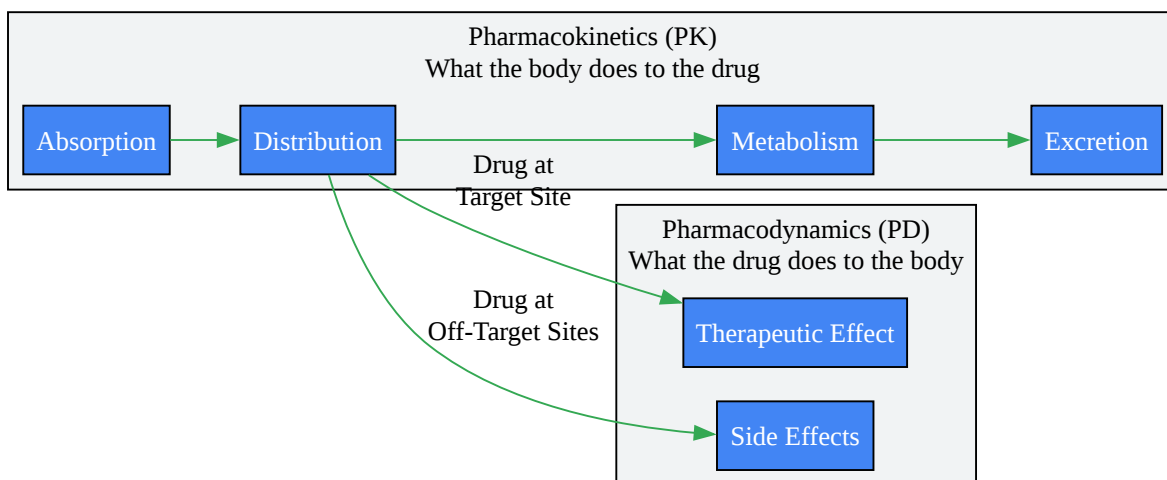 Pharmacokinetics (PK)
What the body does to the drug
Absorption
Distribution
Metabolism
Excretion
Drug at
Target Site
Pharmacodynamics (PD)
What the drug does to the body
Drug at
Off-Target Sites
Therapeutic Effect
Side Effects